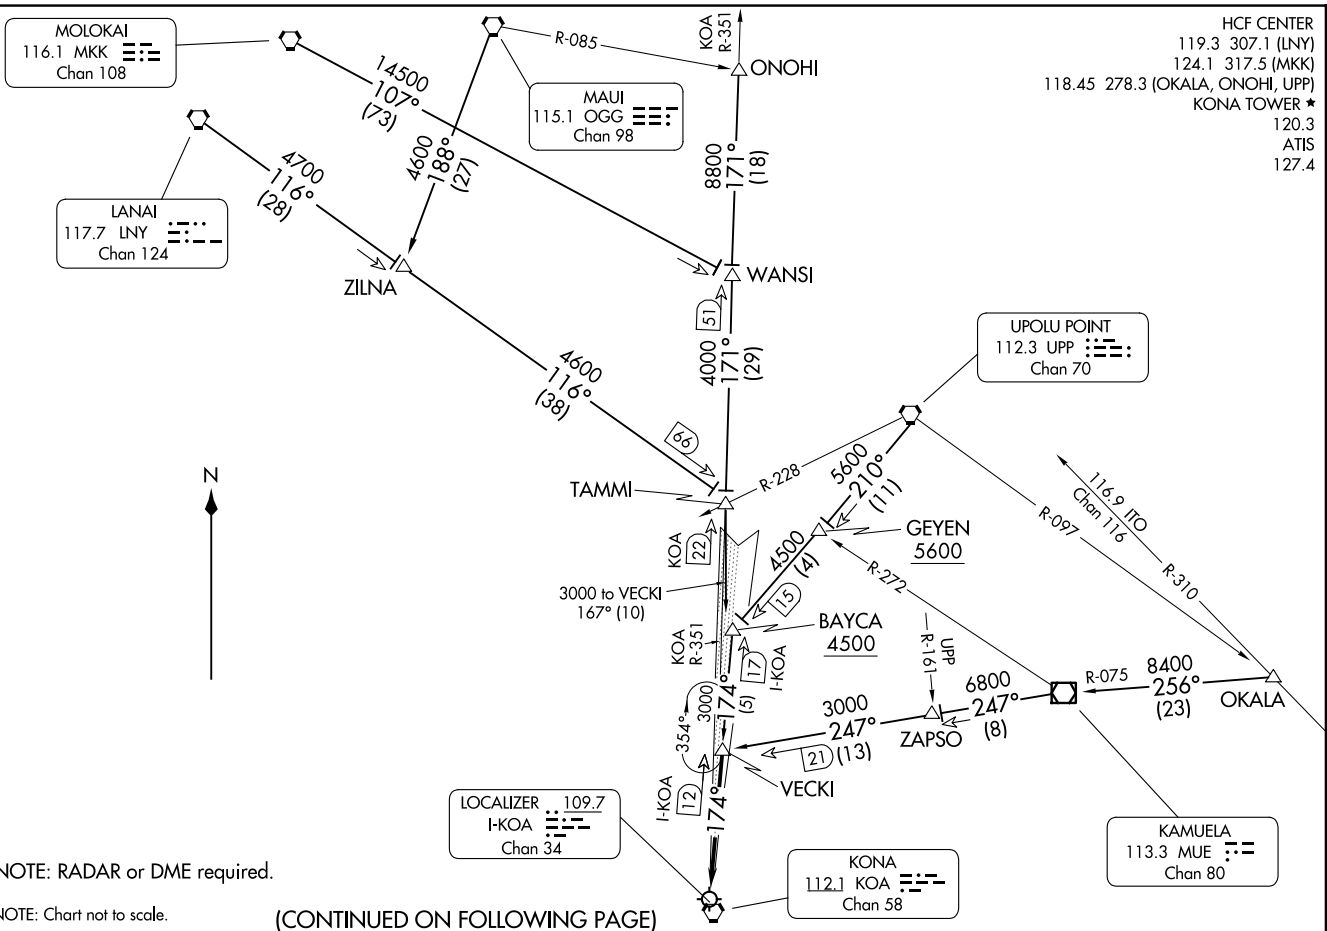 MOLOKAI
116.1 MKK
Chan 108
HCF CENTER
119.3 307.1 (LNY)
124.1 317.5 (MKK)
118.45 278.3 (OKALA, ONOHI, UPP)
KONA TOWER ★
120.3
ATIS
127.4
KOA
R-351
R-085
ONOHI
14500
107°
(73)
MAUI
115.1 OGG
Chan 98
4600
188°
(27)
8800
171°
(18)
4700
116°
(28)
LANAI
117.7 LNY
Chan 124
ZILNA
WANSI
51
4000
171°
(29)
UPOLU POINT
112.3 UPP
Chan 70
4600
116°
(38)
66
N
TAMMI
R-228
5600
210°
(11)
116.9 ITO
Chan 116
R-097
R-310
KOA
22
GEYEN
5600
4500
(4)
R-272
15
3000 to VECKI
167° (10)
BAYCA
4500
KOA
R-351
17
I-KOA
UPP
R-161
3000
174°
(5)
354°
6800
247°
(8)
R-075
8400
256°
(23)
OKALA
3000
247°
21
(13)
ZAPSO
VECKI
I-KOA
12
174°
LOCALIZER 109.7
I-KOA
Chan 34
KONA
112.1 KOA
Chan 58
KAMUELA
113.3 MUE
Chan 80
NOTE: RADAR or DME required.
NOTE: Chart not to scale.
(CONTINUED ON FOLLOWING PAGE)